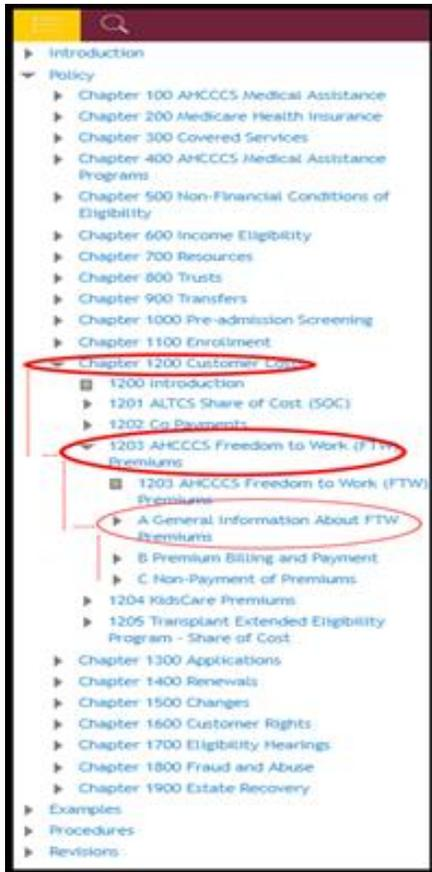 Introduction
Policy
Chapter 100 AHCCCS Medical Assistance
Chapter 200 Medicare Health Insurance
Chapter 300 Covered Services
Chapter 400 AHCCCS Medical Assistance
Programs
Chapter 500 Non-Financial Conditions of
Eligibility
Chapter 600 Income Eligibility
Chapter 700 Resources
Chapter 800 Trusts
Chapter 900 Transfers
Chapter 1000 Pre-admission Screening
Chapter 1100 Enrollment
Chapter 1200 Customer Costs
1200 Introduction
1201 ALTCS Share of Cost (SOC)
1202 Co Payments
1203 AHCCCS Freedom to Work (FTW)
Premiums
1203 AHCCCS Freedom to Work (FTW)
Premiums
A General Information About FTW
Premiums
B Premium Billing and Payment
C Non-Payment of Premiums
1204 KidsCare Premiums
1205 Transplant Extended Eligibility
Program - Share of Cost
Chapter 1300 Applications
Chapter 1400 Renewals
Chapter 1500 Changes
Chapter 1600 Customer Rights
Chapter 1700 Eligibility Hearings
Chapter 1800 Fraud and Abuse
Chapter 1900 Estate Recovery
Examples
Procedures
Revisions